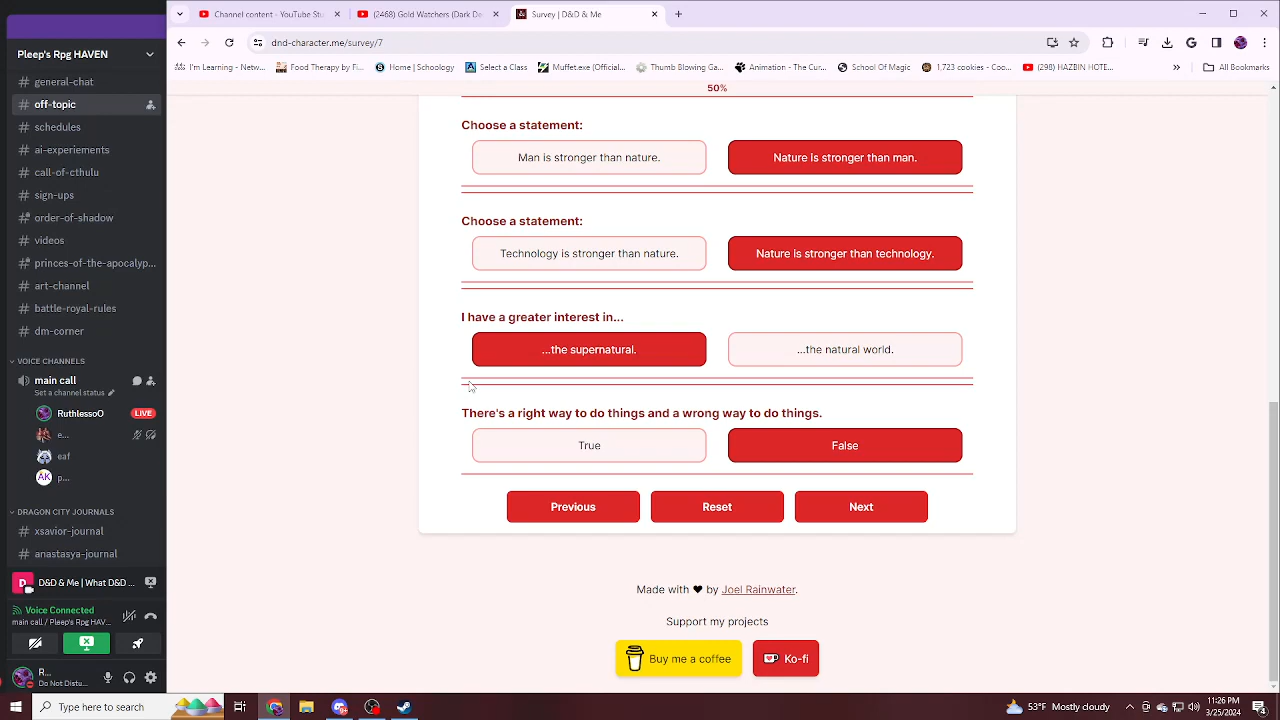 Content - YouTube Stu
(2468) Gold Watchers (Dark De
Survey | D&D & Me
dnd-character.me/survey/7
I'm Learning - Netw...
Food Therapy by Fi...
Home | Schoology
Select a Class
Muffet.exe(Official...
Thumb Blowing Ga...
Animation - The Cur...
School Of Magic
1,723 cookies - Coo...
(298) HAZBIN HOTE...
»
All Bookmarks
Pleep's Rpg HAVEN
# general-chat
# off-topic
# schedules
# ai-experiments
# call-of-cthulu
# sign-ups
# order-of-shadow
# videos
# princes-of-the-apocalyp...
# art-channel
# battle-royal-rules
# dm-corner
VOICE CHANNELS
main call
Set a channel status
RuthlessO
LIVE
e...
eaf
AK
p...
DRAGON CITY JOURNALS
# xsavior-journal
# anastasya-journal
D
D&D & Me | What D&D ...
Voice Connected
main call / Pleep's Rpg HAV...
R...
Do Not Distu...
50%
Choose a statement:
Man is stronger than nature.
Nature is stronger than man.
Choose a statement:
Technology is stronger than nature.
Nature is stronger than technology.
I have a greater interest in...
...the supernatural.
...the natural world.
There's a right way to do things and a wrong way to do things.
True
False
Previous
Reset
Next
Made with ♥ by Joel Rainwater.
Support my projects
Buy me a coffee
Ko-fi
Type here to search
53°F Mostly cloudy
11:26 PM
3/25/2024